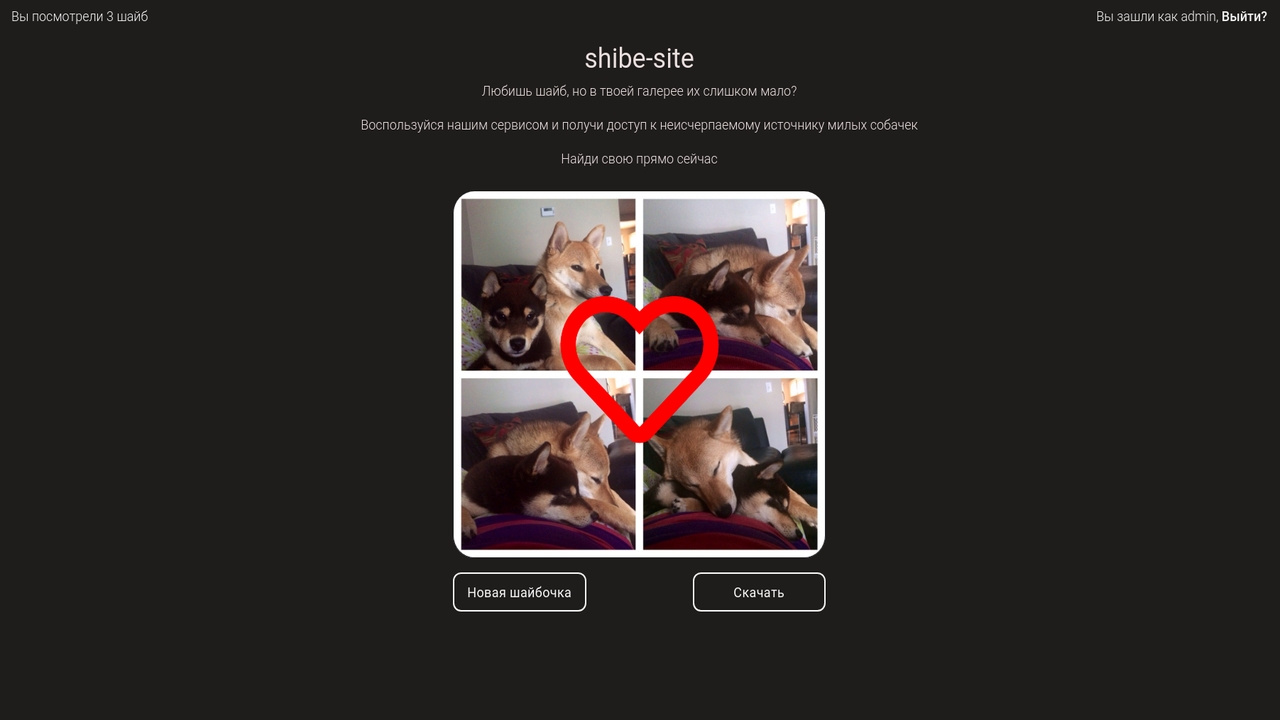 Вы посмотрели 3 шайб
Вы зашли как admin, Выйти?
shibe-site
Любишь шайб, но в твоей галерее их слишком мало?
Воспользуйся нашим сервисом и получи доступ к неисчерпаемому источнику милых собачек
Найди свою прямо сейчас
Новая шайбочка
Скачать